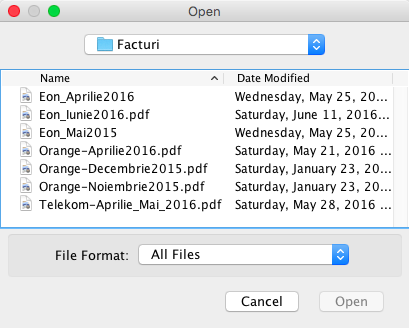 Open
Facturi
Name Date Modified
Eon_Aprilie2016 Wednesday, May 25, 20...
Eon_Iunie2016.pdf Saturday, June 11, 2016...
Eon_Mai2015 Wednesday, May 25, 20...
Orange-Aprilie2016.pdf Saturday, May 21, 2016 ...
Orange-Decembrie2015.pdf Saturday, January 23, 20...
Orange-Noiembrie2015.pdf Saturday, January 23, 20...
Telekom-Aprilie_Mai_2016.pdf Saturday, May 28, 2016 ...
File Format: All Files
Cancel Open